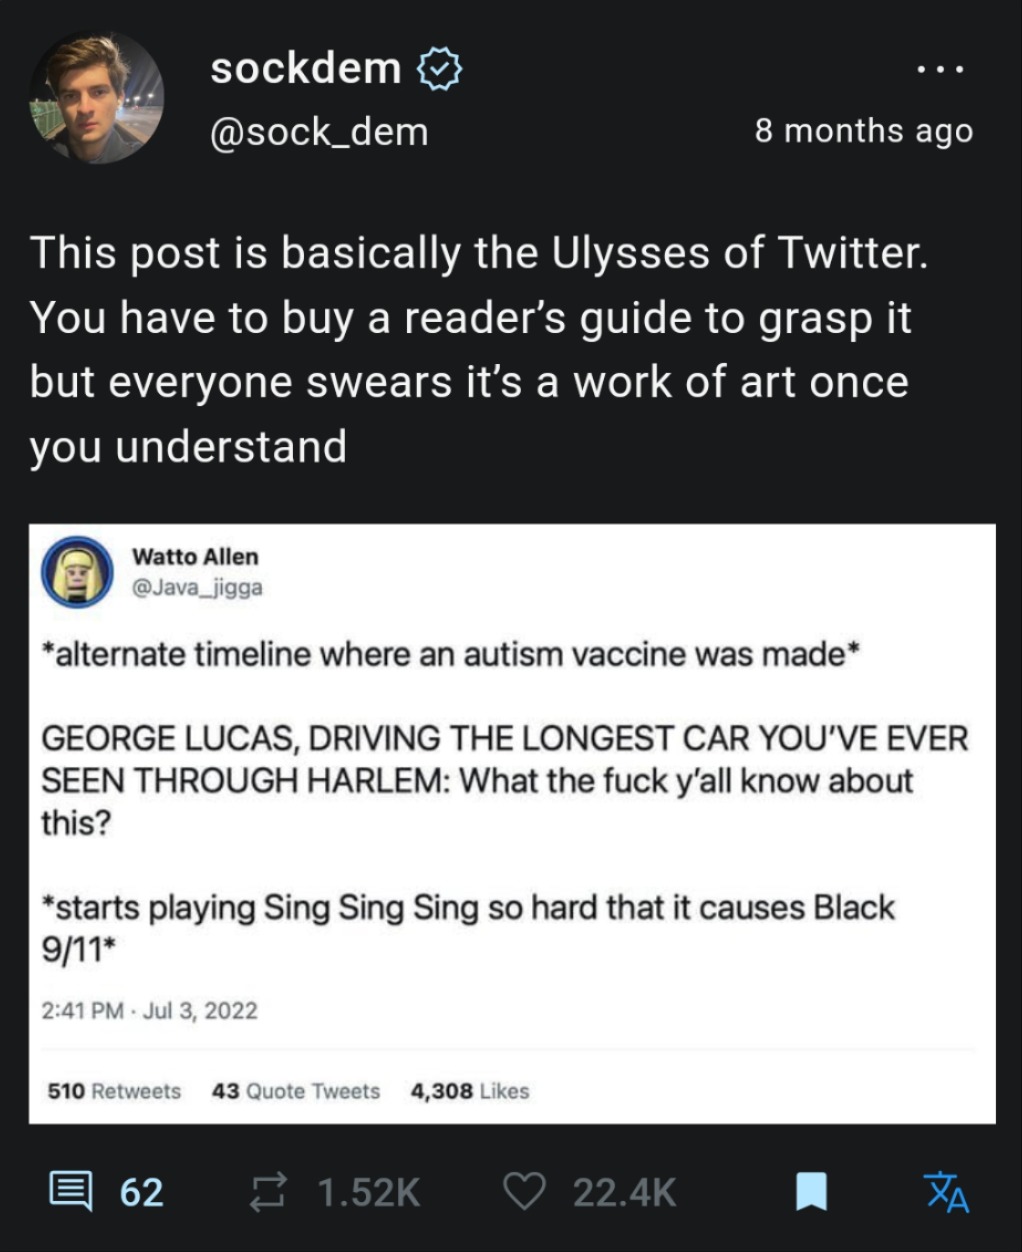 sockdem
@sock_dem
8 months ago
This post is basically the Ulysses of Twitter.
You have to buy a reader’s guide to grasp it
but everyone swears it’s a work of art once
you understand
Watto Allen
@Java_jigga
*alternate timeline where an autism vaccine was made*
GEORGE LUCAS, DRIVING THE LONGEST CAR YOU'VE EVER
SEEN THROUGH HARLEM: What the fuck y'all know about
this?
*starts playing Sing Sing Sing so hard that it causes Black
9/11*
2:41 PM · Jul 3, 2022
510 Retweets 43 Quote Tweets 4,308 Likes
62 1.52K 22.4K